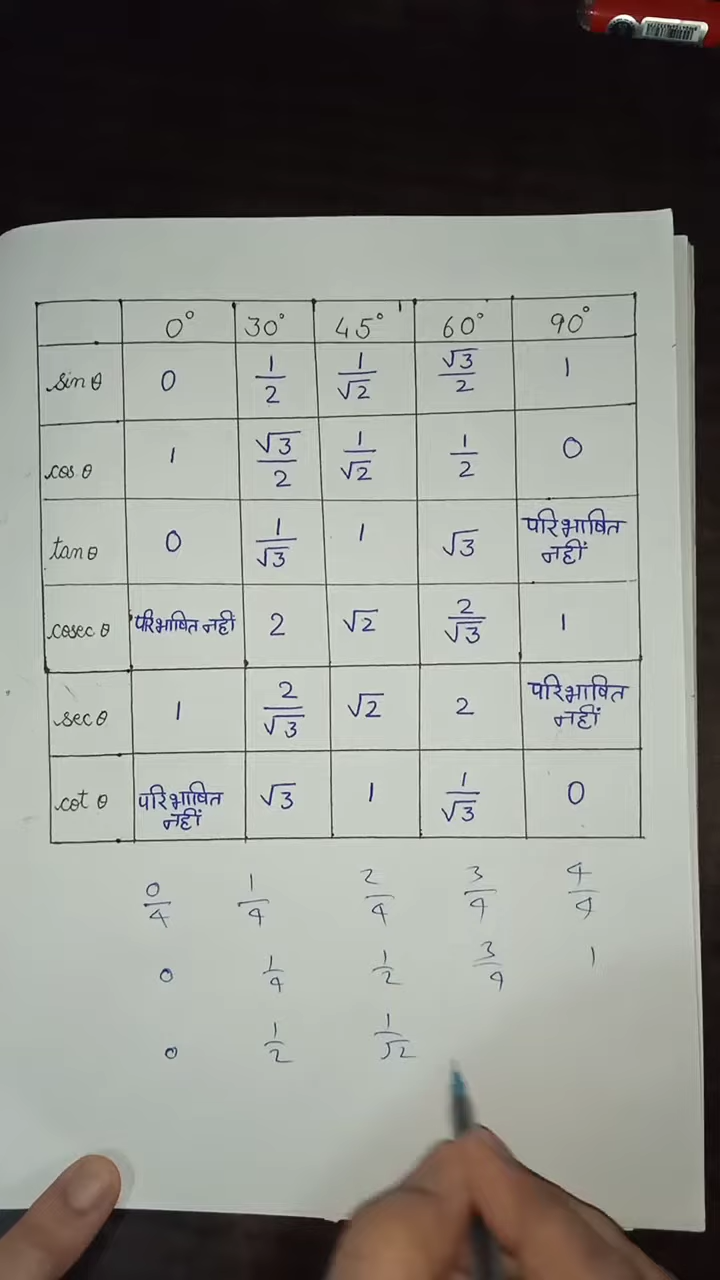 0° 30° 45° 60° 90°
sin θ 0 1/2 1/√2 √3/2 1
cos θ 1 √3/2 1/√2 1/2 0
tan θ 0 1/√3 1 √3 परिभाषित नहीं
cosec θ परिभाषित नहीं 2 √2 2/√3 1
sec θ 1 2/√3 √2 2 परिभाषित नहीं
cot θ परिभाषित नहीं √3 1 1/√3 0
0/4 1/4 2/4 3/4 4/4
0 1/4 1/2 3/4 1
0 1/2 1/√2